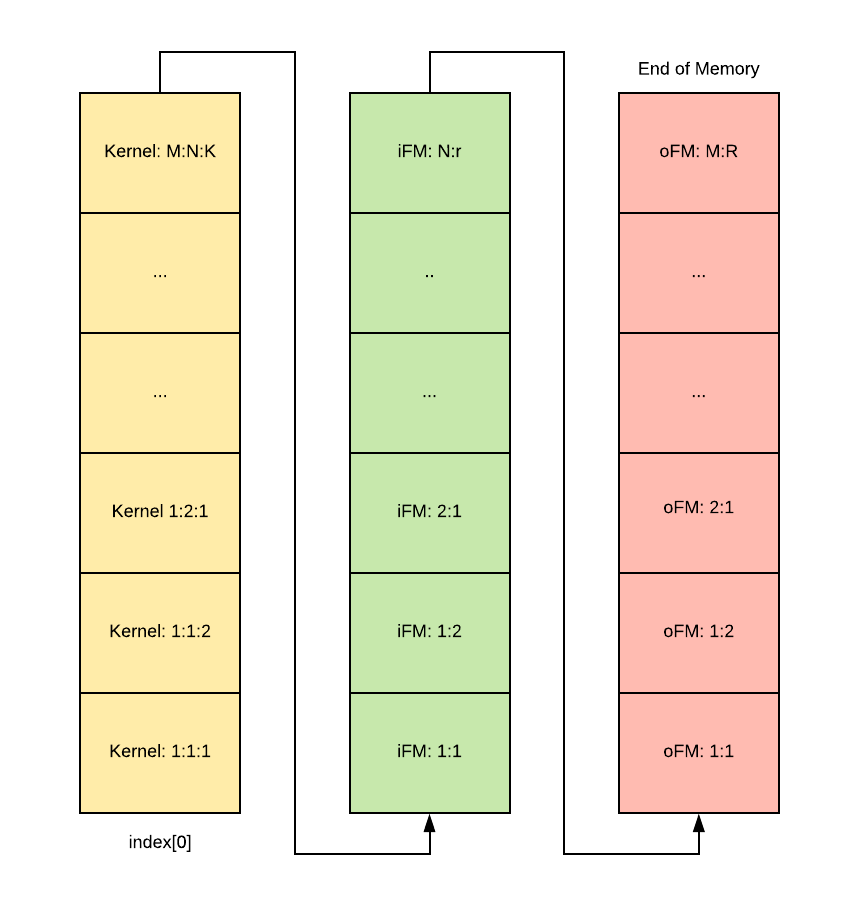 End of Memory
Kernel: M:N:K
...
...
Kernel 1:2:1
Kernel: 1:1:2
Kernel: 1:1:1
index[0]
iFM: N:r
..
...
iFM: 2:1
iFM: 1:2
iFM: 1:1
oFM: M:R
...
...
oFM: 2:1
oFM: 1:2
oFM: 1:1